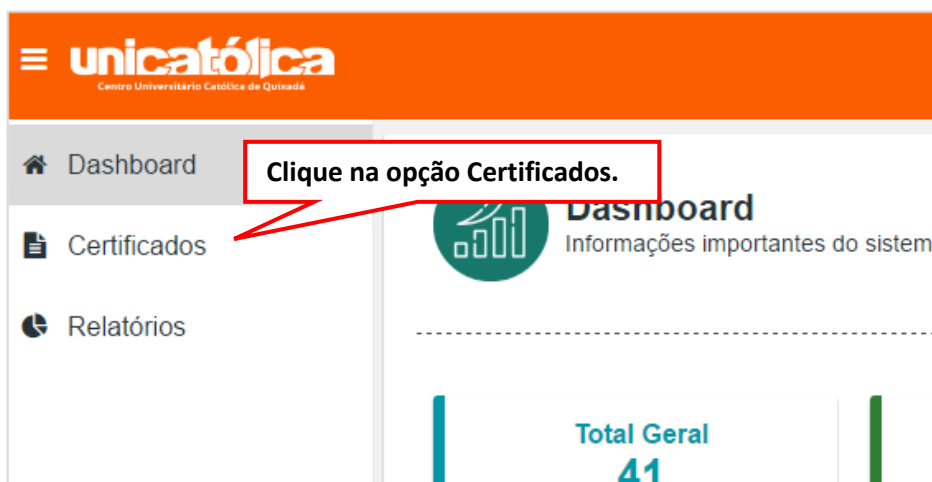 unicatólica
Centro Universitário Católica de Quixadá
Dashboard
Clique na opção Certificados.
Certificados
Relatórios
Dashboard
Informações importantes do sistem
Total Geral
41